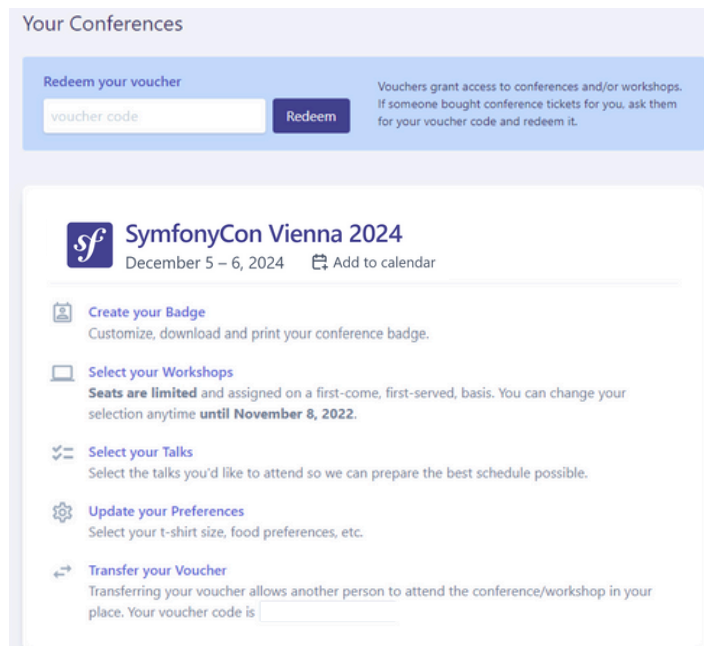 Your Conferences
Redeem your voucher
voucher code
Redeem
Vouchers grant access to conferences and/or workshops.
If someone bought conference tickets for you, ask them
for your voucher code and redeem it.
sf
SymfonyCon Vienna 2024
December 5 – 6, 2024
Add to calendar
Create your Badge
Customize, download and print your conference badge.
Select your Workshops
Seats are limited and assigned on a first-come, first-served, basis. You can change your
selection anytime until November 8, 2022.
Select your Talks
Select the talks you'd like to attend so we can prepare the best schedule possible.
Update your Preferences
Select your t-shirt size, food preferences, etc.
Transfer your Voucher
Transferring your voucher allows another person to attend the conference/workshop in your
place. Your voucher code is